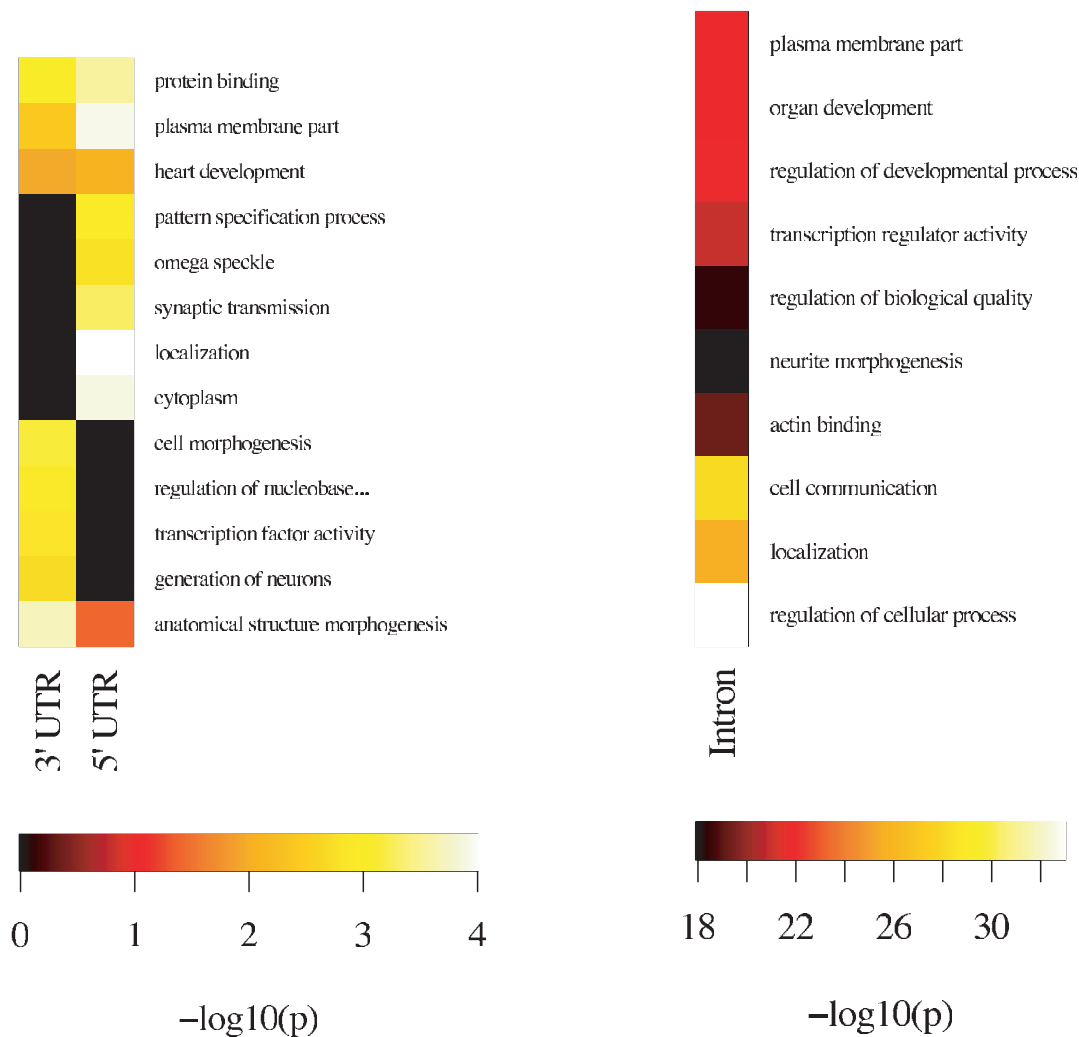 protein binding
plasma membrane part
heart development
pattern specification process
omega speckle
synaptic transmission
localization
cytoplasm
cell morphogenesis
regulation of nucleobase...
transcription factor activity
generation of neurons
anatomical structure morphogenesis
3' UTR
5' UTR
0 1 2 3 4
−log10(p)
plasma membrane part
organ development
regulation of developmental process
transcription regulator activity
regulation of biological quality
neurite morphogenesis
actin binding
cell communication
localization
regulation of cellular process
Intron
18 22 26 30
−log10(p)